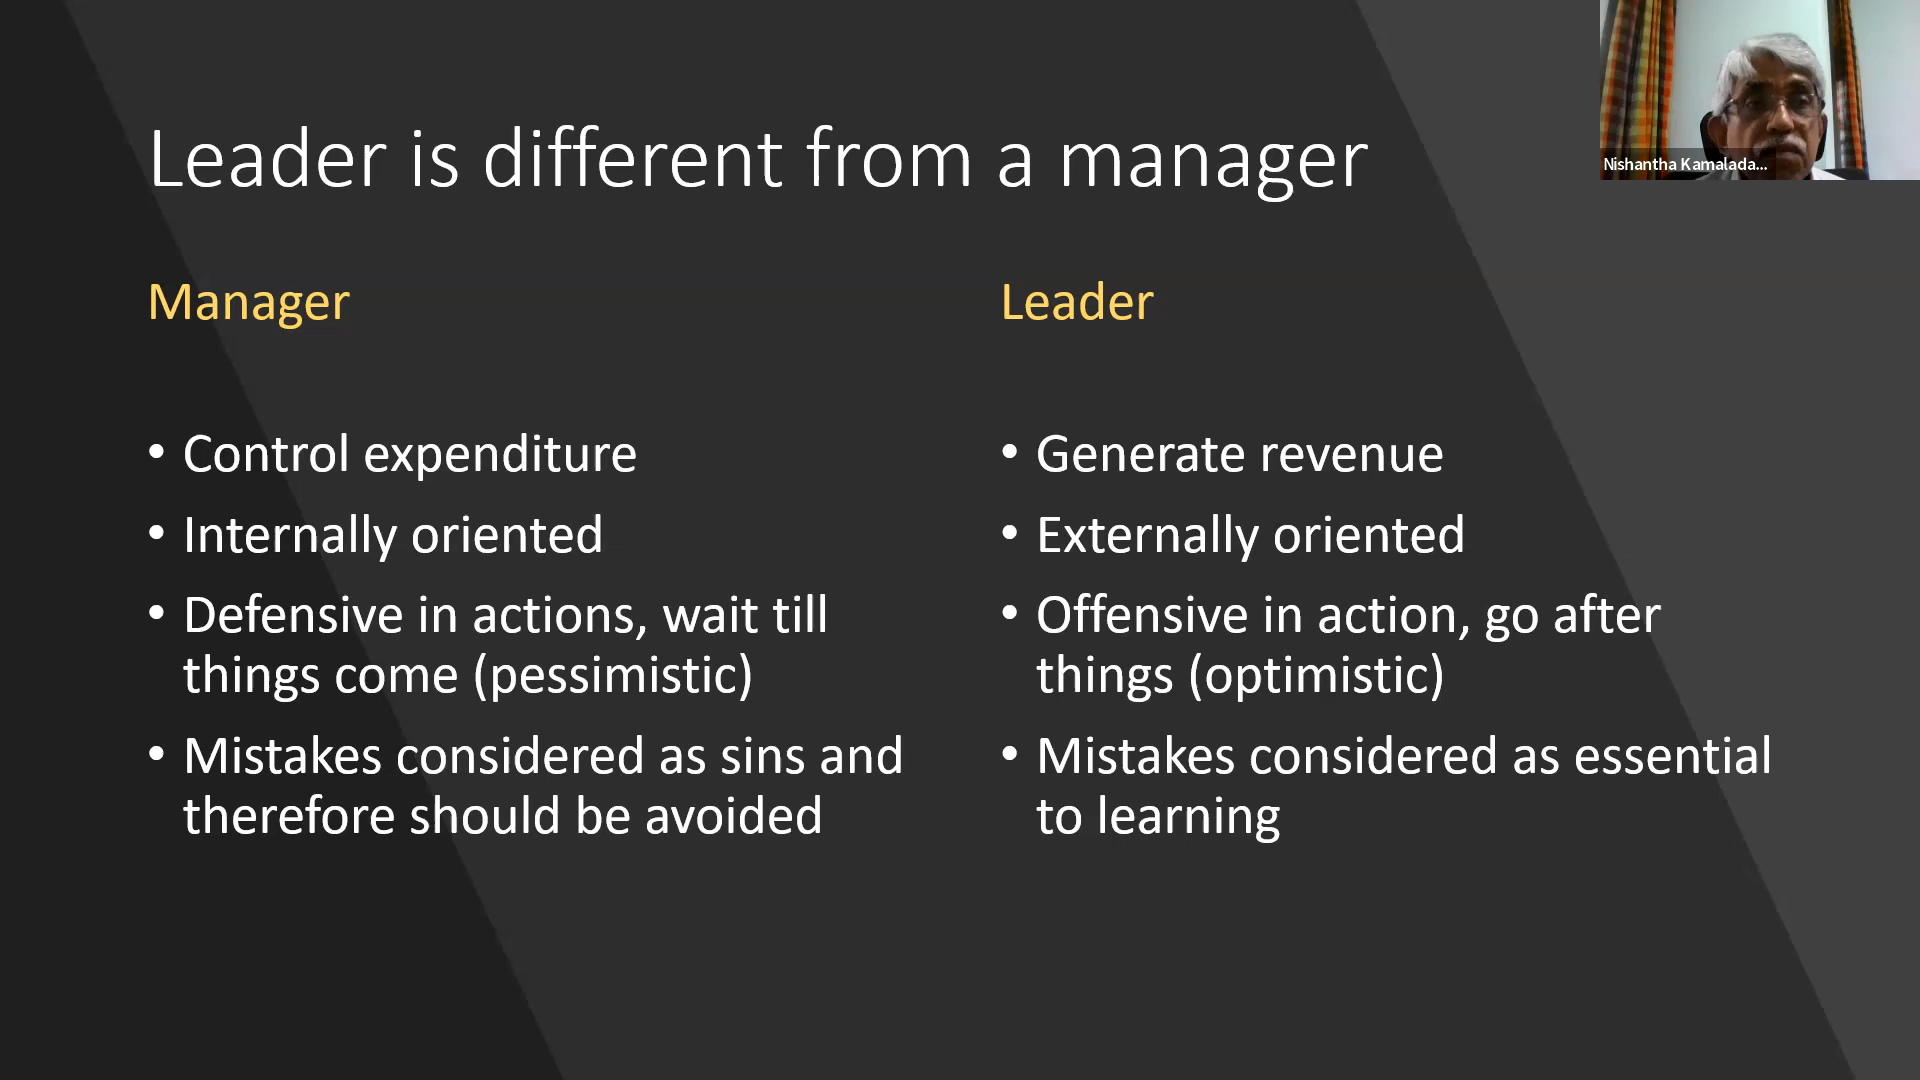 Leader is different from a manager
Nishantha Kamalada...
Manager
• Control expenditure
• Internally oriented
• Defensive in actions, wait till
things come (pessimistic)
• Mistakes considered as sins and
therefore should be avoided
Leader
• Generate revenue
• Externally oriented
• Offensive in action, go after
things (optimistic)
• Mistakes considered as essential
to learning